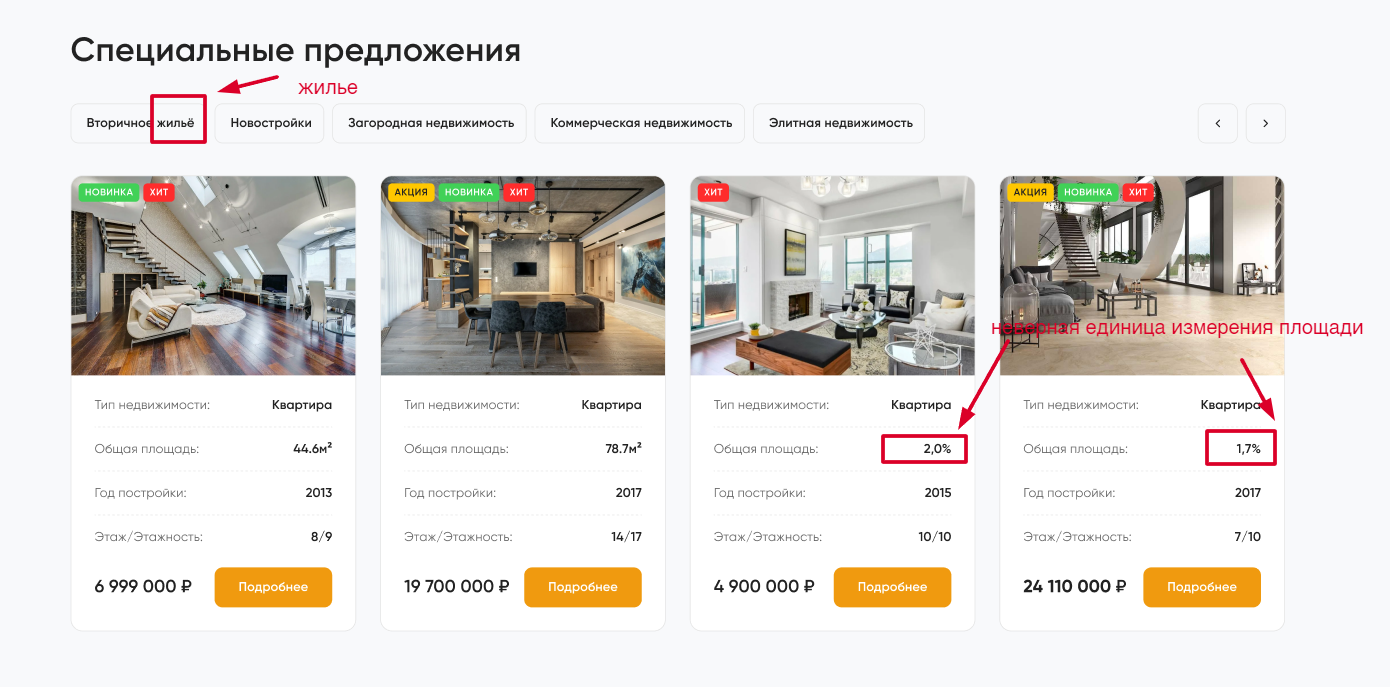 Специальные предложения
жилье
Вторичное жильё Новостройки Загородная недвижимость Коммерческая недвижимость Элитная недвижимость
НОВИНКА ХИТ АКЦИЯ НОВИНКА ХИТ ХИТ АКЦИЯ НОВИНКА ХИТ
неверная единица измерения площади
Тип недвижимости: Квартира Тип недвижимости: Квартира Тип недвижимости: Квартира Тип недвижимости: Квартира
Общая площадь: 44.6м² Общая площадь: 78.7м² Общая площадь: 2,0% Общая площадь: 1,7%
Год постройки: 2013 Год постройки: 2017 Год постройки: 2015 Год постройки: 2017
Этаж/Этажность: 8/9 Этаж/Этажность: 14/17 Этаж/Этажность: 10/10 Этаж/Этажность: 7/10
6 999 000 ₽ Подробнее 19 700 000 ₽ Подробнее 4 900 000 ₽ Подробнее 24 110 000 ₽ Подробнее